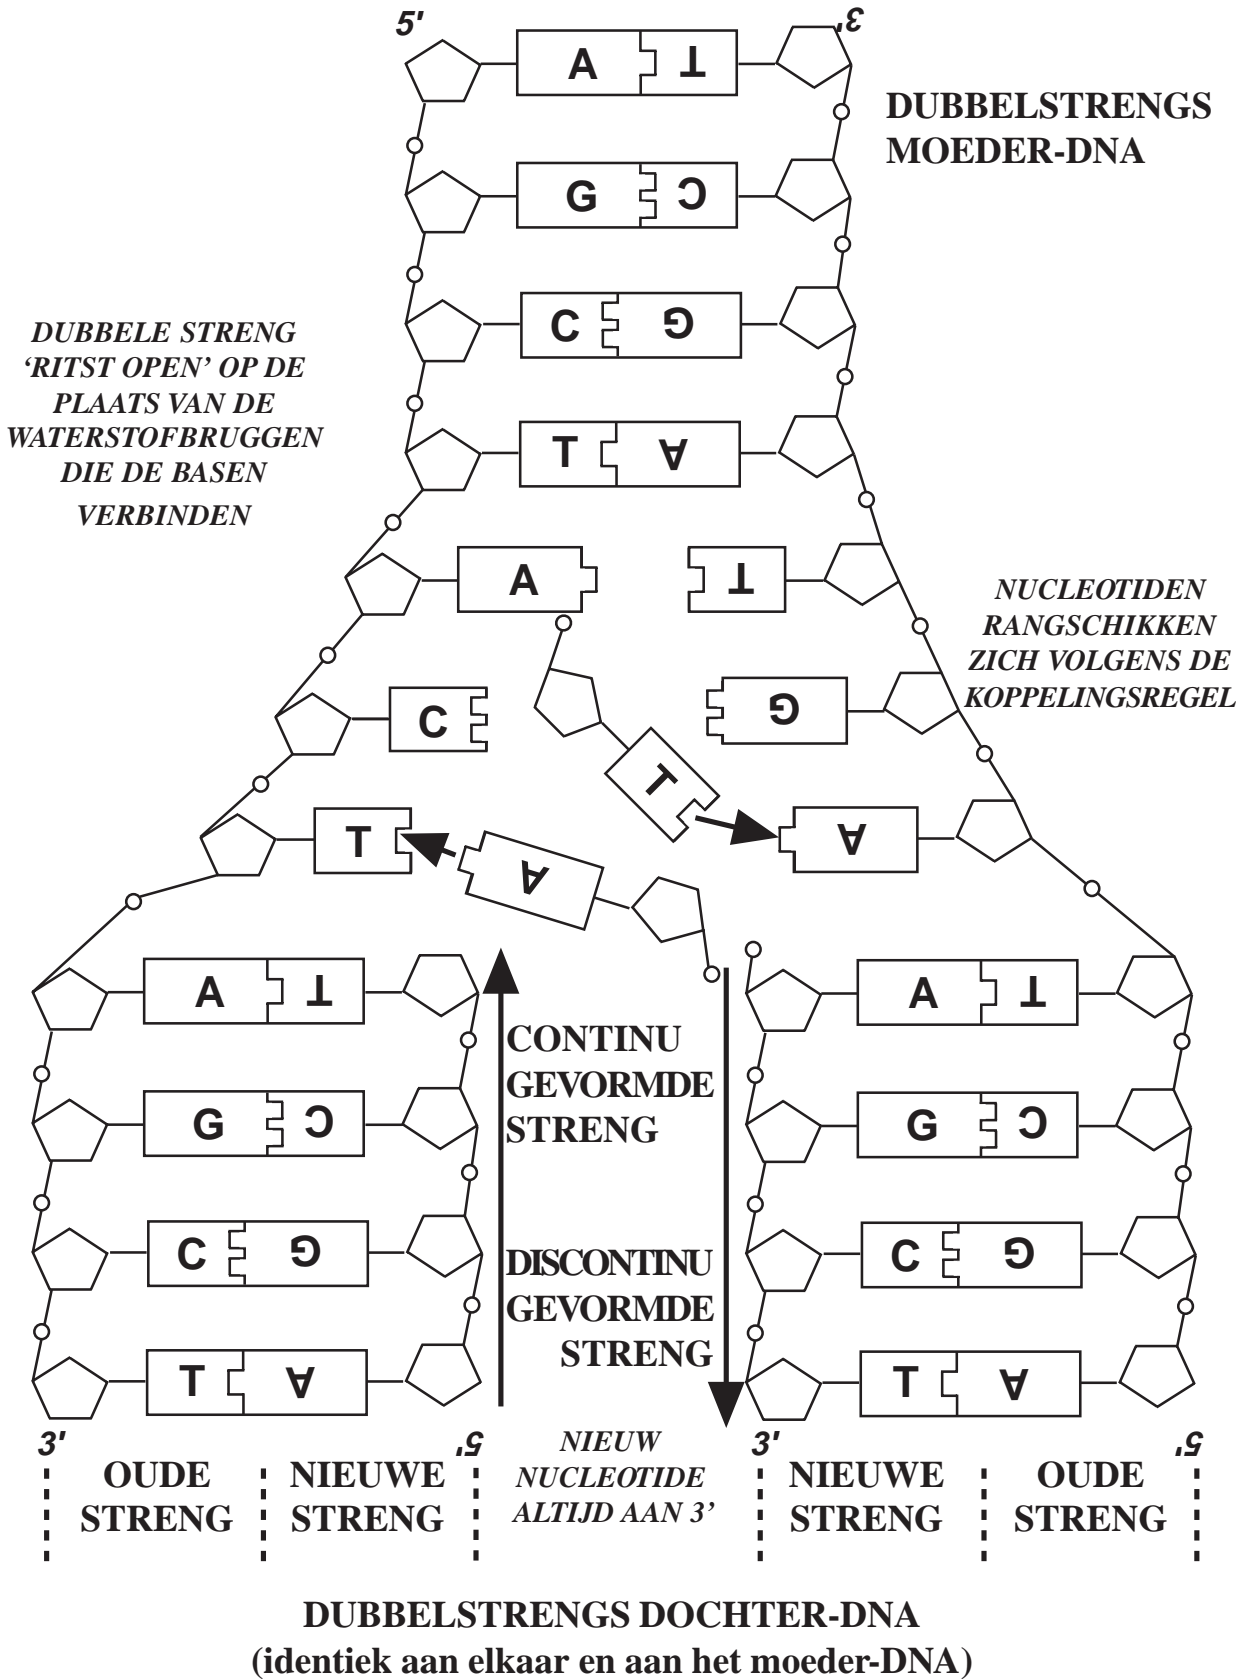 5' 3'
A T
DUBBELSTRENGS
MOEDER-DNA
G C
C G
DUBBELE STRENG
‘RITST OPEN’ OP DE
PLAATS VAN DE
WATERSTOFBRUGGEN
DIE DE BASEN
VERBINDEN
T A
A T
NUCLEOTIDEN
RANGSCHIKKEN
ZICH VOLGENS DE
KOPPELINGSREGEL
C G
T
T A A
A T A T
CONTINU
GEVORMDE
STRENG
G C G C
C G C G
DISCONTINU
GEVORMDE
STRENG
T A T A
3' 5' 3' 5'
NIEUW
NUCLEOTIDE
ALTIJD AAN 3’
OUDE
STRENG
NIEUWE
STRENG
NIEUWE
STRENG
OUDE
STRENG
DUBBELSTRENGS DOCHTER-DNA
(identiek aan elkaar en aan het moeder-DNA)